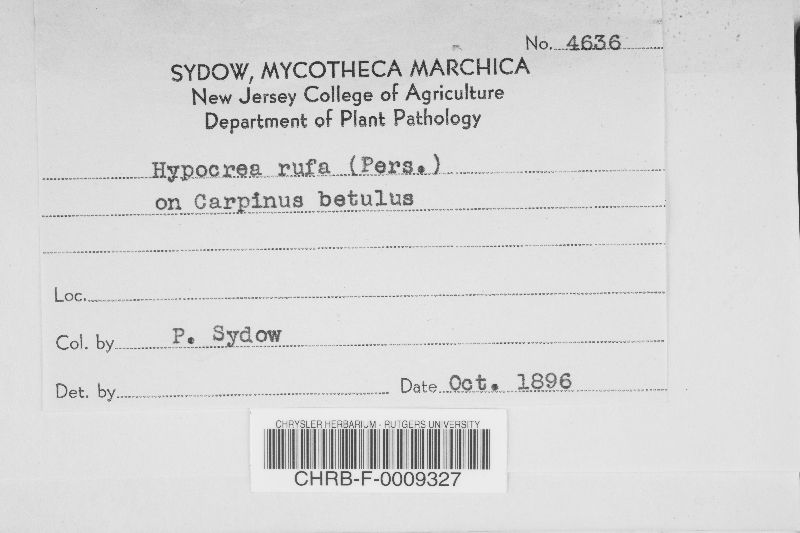 No. 4636
SYDOW, MYCOTHECA MARCHICA
New Jersey College of Agriculture
Department of Plant Pathology
Hypocrea rufa (Pers.)
on Carpinus betulus
Loc.
Col. by P. Sydow
Det. by Date Oct. 1896
CHRYSLER HERBARIUM - RUTGERS UNIVERSITY
CHRB-F-0009327